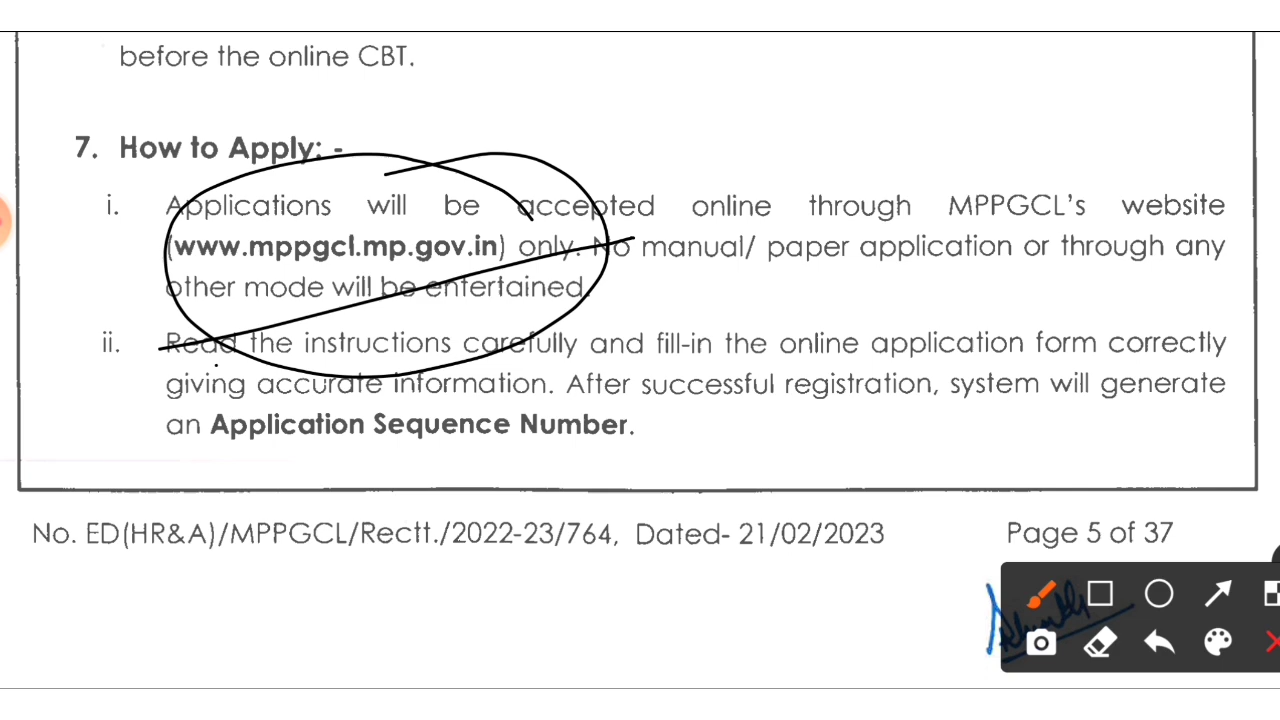 before the online CBT.
7. How to Apply: -
i. Applications will be accepted online through MPPGCL's website
(www.mppgcl.mp.gov.in) only. No manual/ paper application or through any
other mode will be entertained.
ii. Read the instructions carefully and fill-in the online application form correctly
giving accurate information. After successful registration, system will generate
an Application Sequence Number.
No. ED(HR&A)/MPPGCL/Rectt./2022-23/764, Dated- 21/02/2023 Page 5 of 37